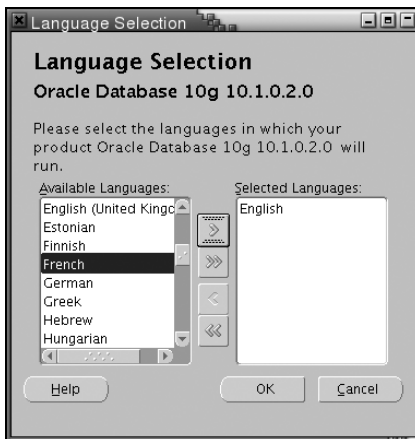 Language Selection
Language Selection
Oracle Database 10g 10.1.0.2.0
Please select the languages in which your
product Oracle Database 10g 10.1.0.2.0 will
run.
Available Languages:
Selected Languages:
English (United Kingd
Estonian
Finnish
French
German
Greek
Hebrew
Hungarian
English
Help
OK
Cancel